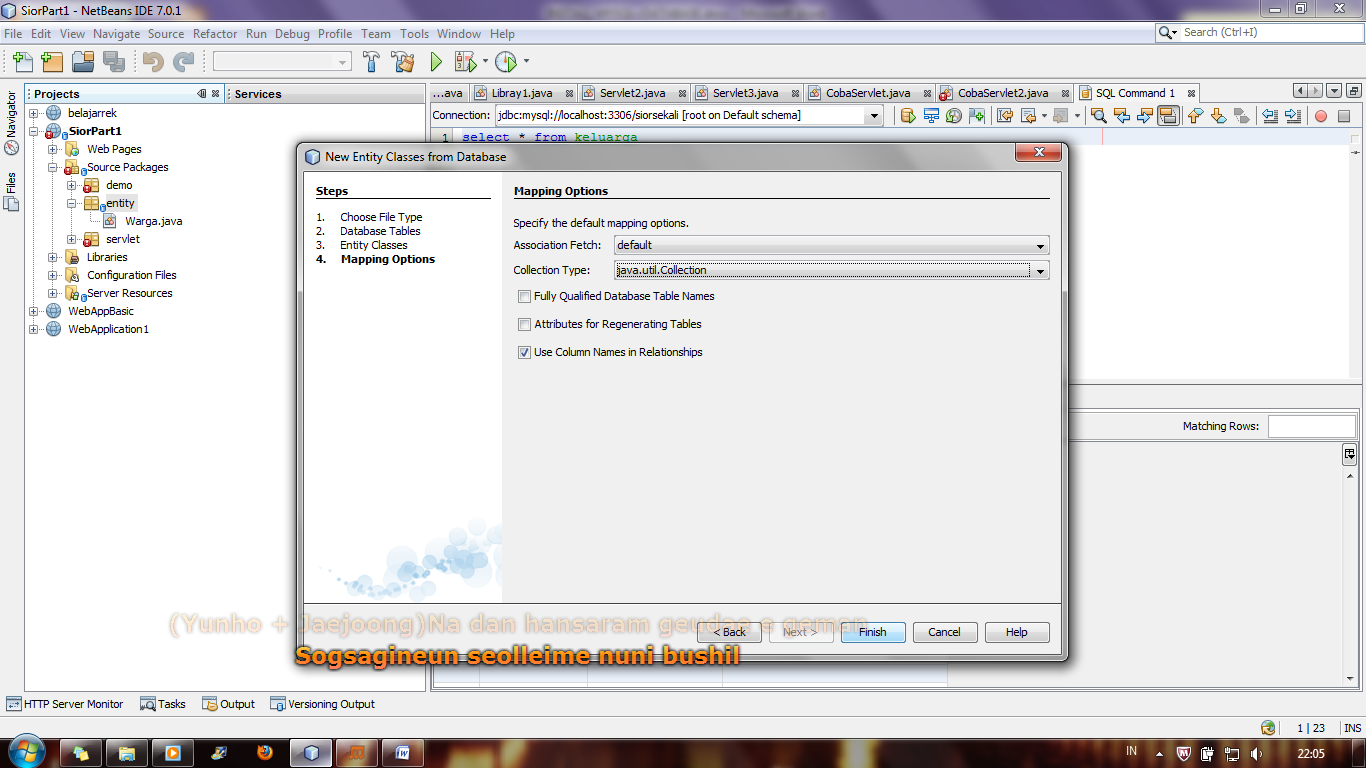 SiorPart1 - NetBeans IDE 7.0.1
File Edit View Navigate Source Refactor Run Debug Profile Team Tools Window Help
Search (Ctrl+I)
Projects
Services
...ava Libray1.java Servlet2.java Servlet3.java CobaServlet.java CobaServlet2.java SQL Command 1
Navigator
Files
belajarrek
SiorPart1
Web Pages
Source Packages
demo
entity
Warga.java
servlet
Libraries
Configuration Files
Server Resources
WebAppBasic
WebApplication1
Connection: jdbc:mysql://localhost:3306/siorsekali [root on Default schema]
1 select * from keluarga
New Entity Classes from Database
Steps
1. Choose File Type
2. Database Tables
3. Entity Classes
4. Mapping Options
Mapping Options
Specify the default mapping options.
Association Fetch: default
Collection Type: java.util.Collection
Fully Qualified Database Table Names
Attributes for Regenerating Tables
Use Column Names in Relationships
Matching Rows:
(Yunho + Jaejoong)Na dan hansaram geudae e geman
< Back Next > Finish Cancel Help
Sogsagineun seolleime nuni bushil
HTTP Server Monitor Tasks Output Versioning Output
1 | 23 INS
IN
22:05